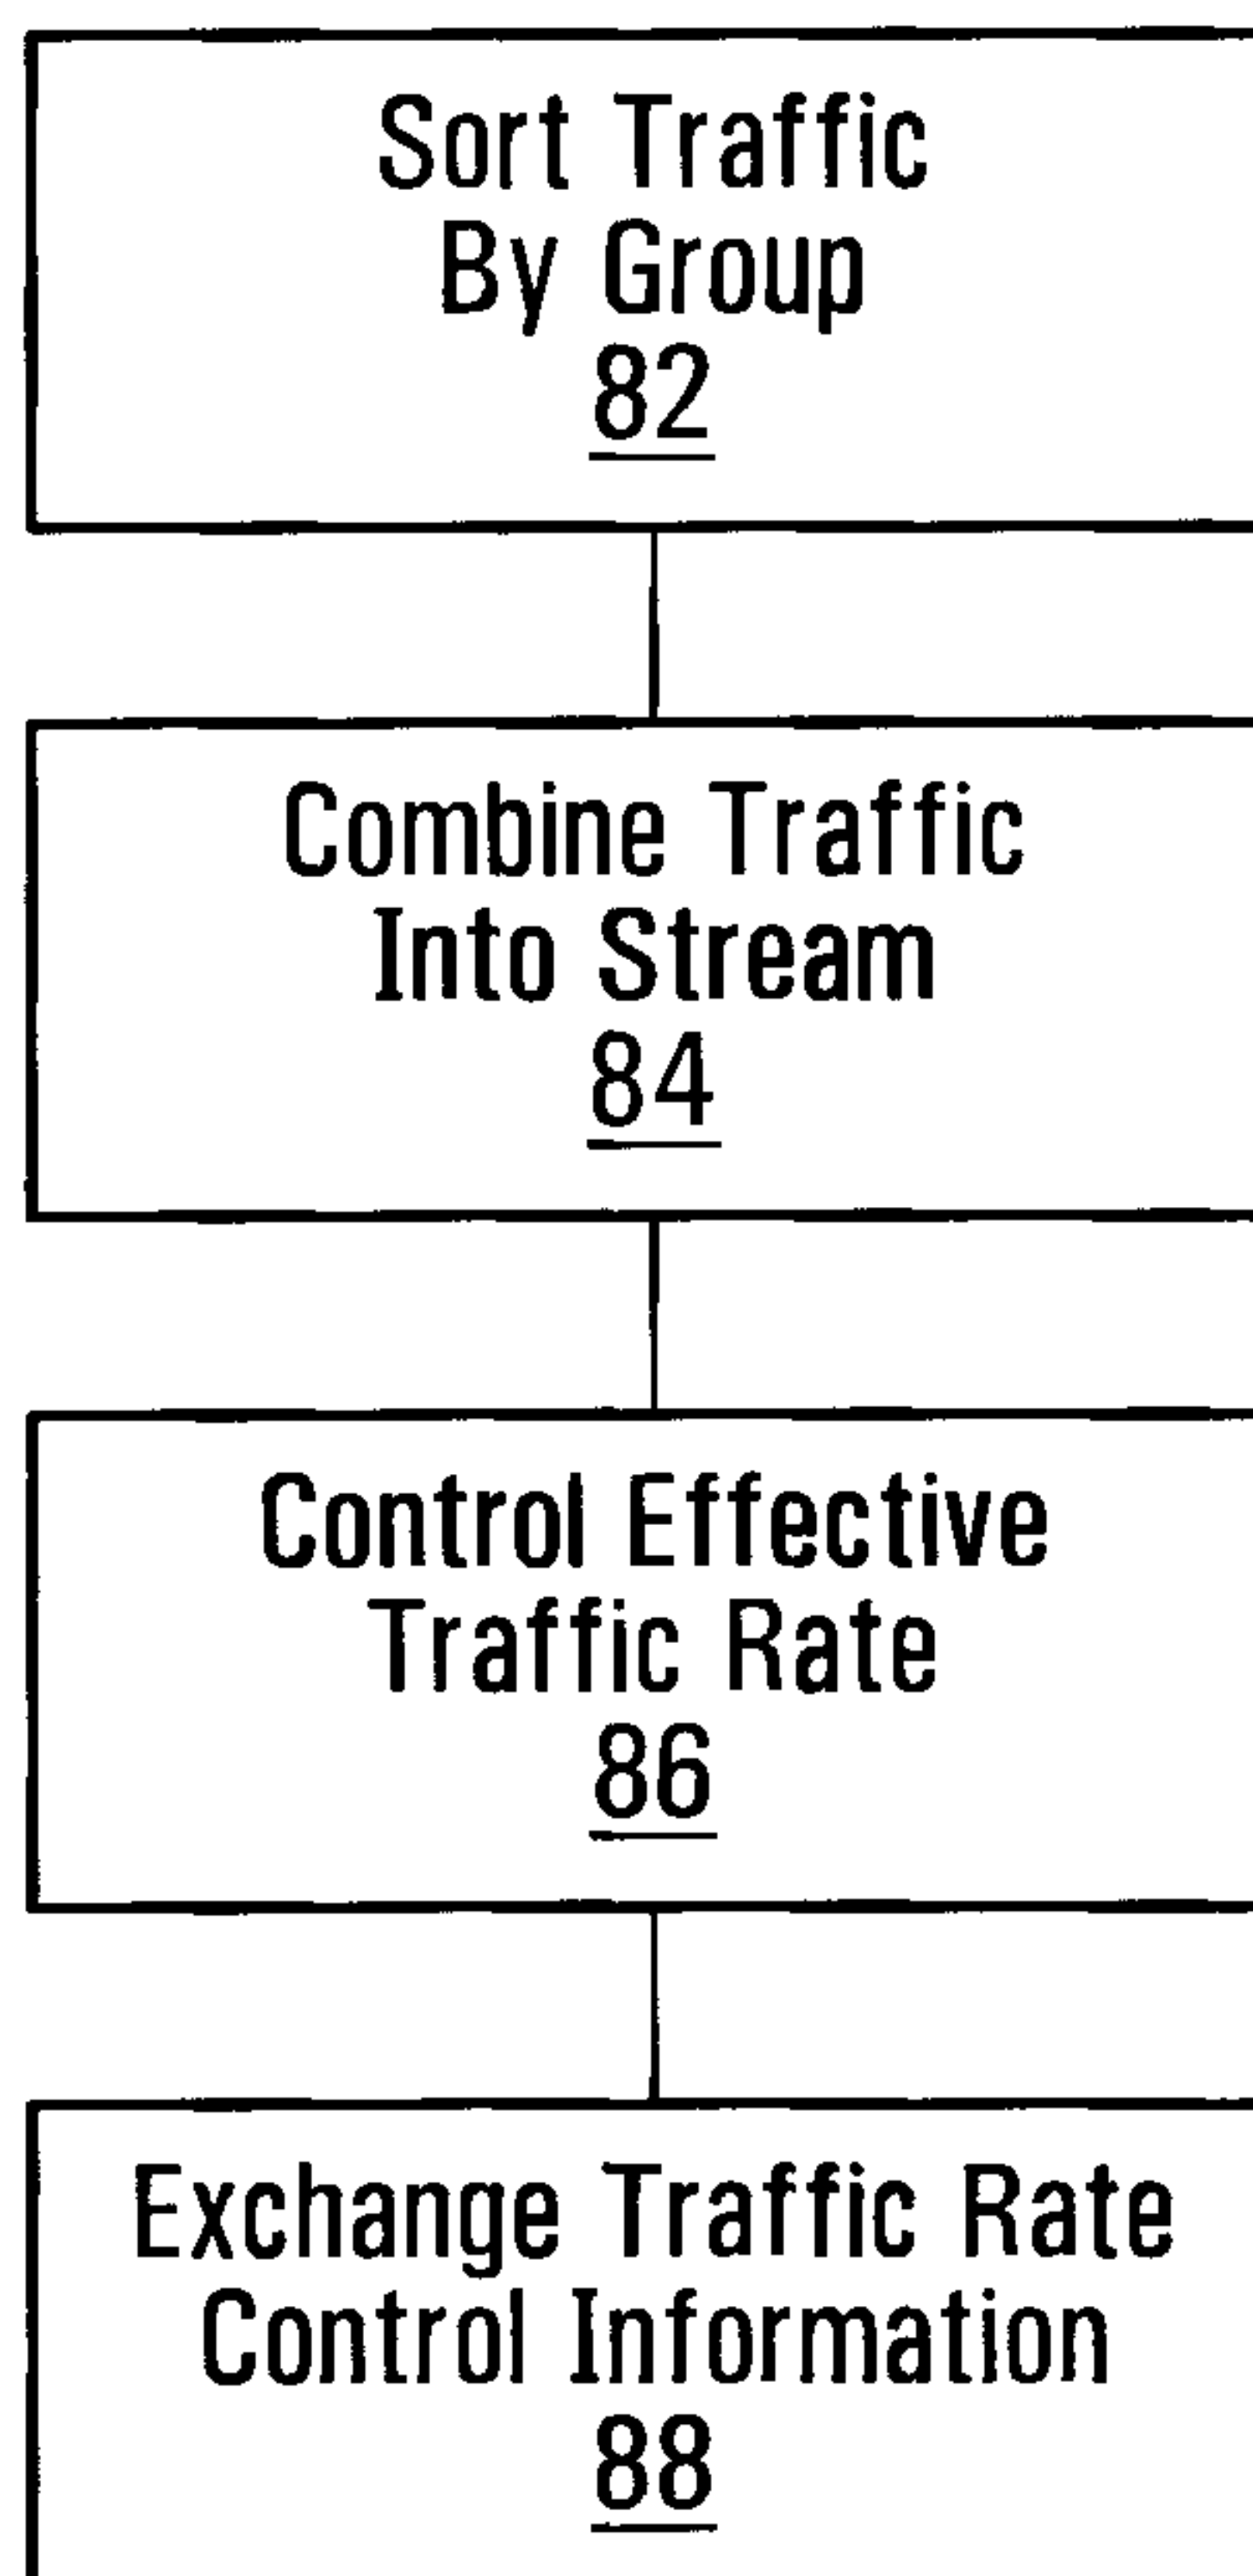 Sort Traffic
By Group
82
Combine Traffic
Into Stream
84
Control Effective
Traffic Rate
86
Exchange Traffic Rate
Control Information
88